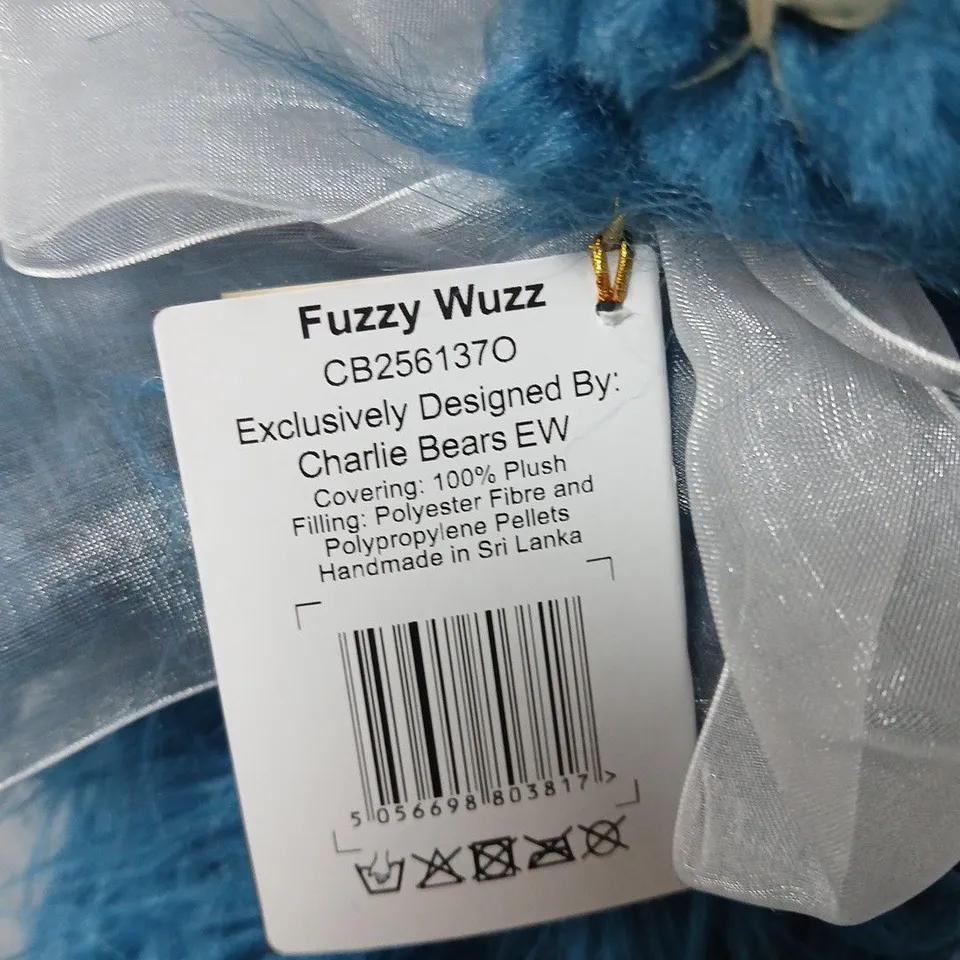 Fuzzy Wuzz
CB256137O
Exclusively Designed By:
Charlie Bears EW
Covering: 100% Plush
Filling: Polyester Fibre and
Polypropylene Pellets
Handmade in Sri Lanka
5 056698 803817 >